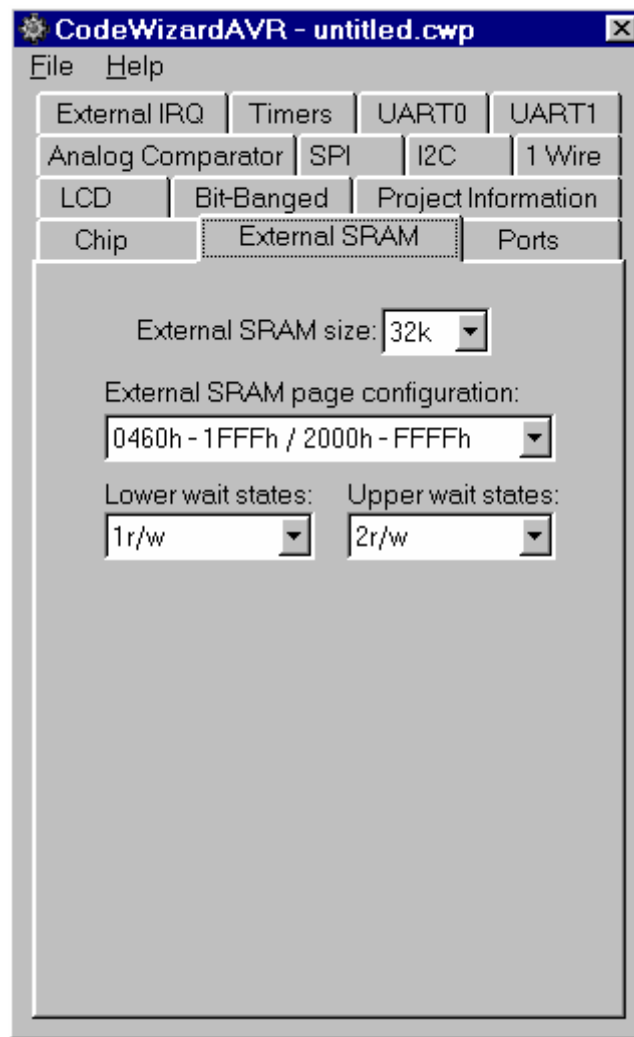 CodeWizardAVR - untitled.cwp
File Help
External IRQ Timers UART0 UART1
Analog Comparator SPI I2C 1 Wire
LCD Bit-Banged Project Information
Chip External SRAM Ports
External SRAM size: 32k
External SRAM page configuration:
0460h - 1FFFh / 2000h - FFFFh
Lower wait states: Upper wait states:
1r/w 2r/w